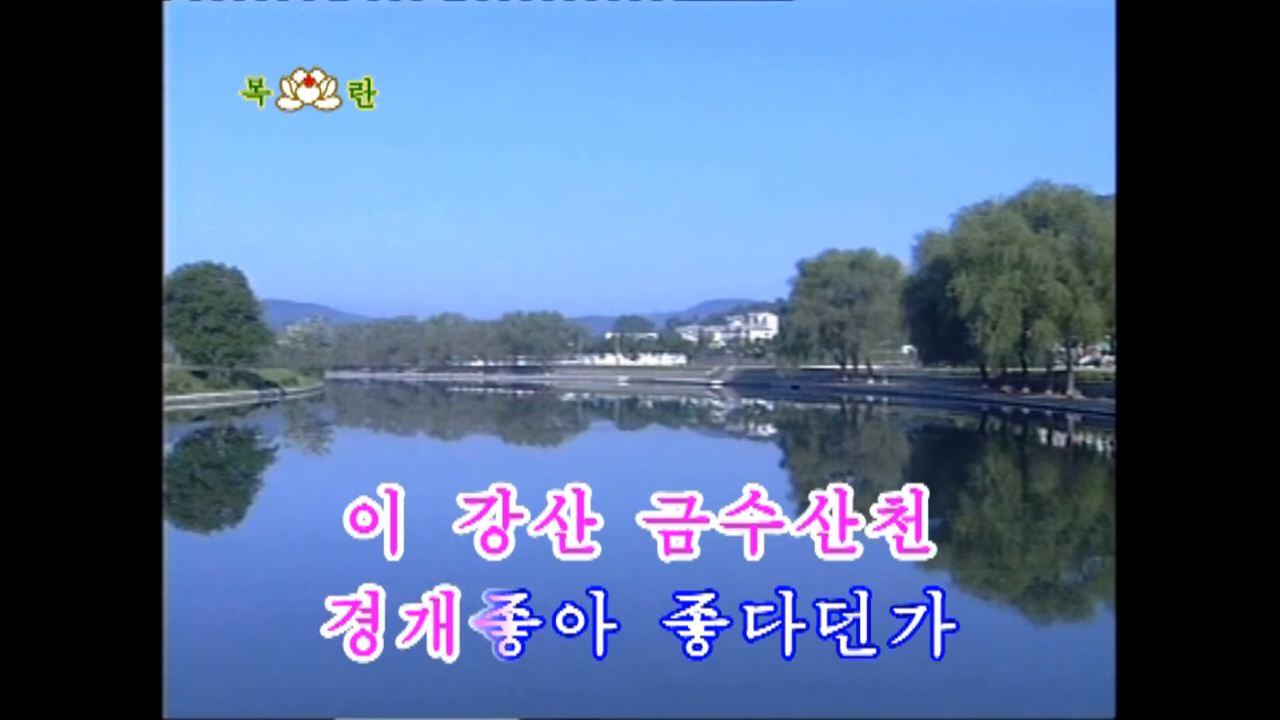 목란
이 강산 금수산천
경개좋아 좋다던가